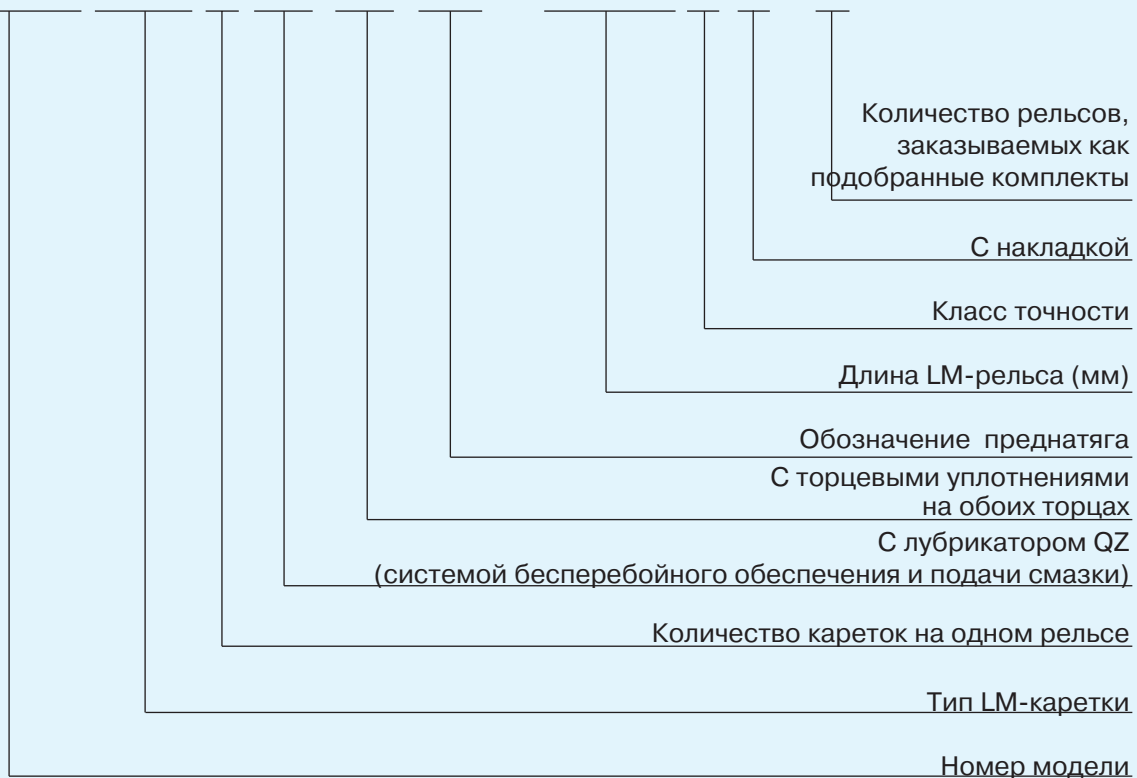 Количество рельсов,
заказываемых как
подобранные комплекты
С накладкой
Класс точности
Длина LM-рельса (мм)
Обозначение преднатяга
С торцевыми уплотнениями
на обоих торцах
С лубрикатором QZ
(системой бесперебойного обеспечения и подачи смазки)
Количество кареток на одном рельсе
Тип LM-каретки
Номер модели